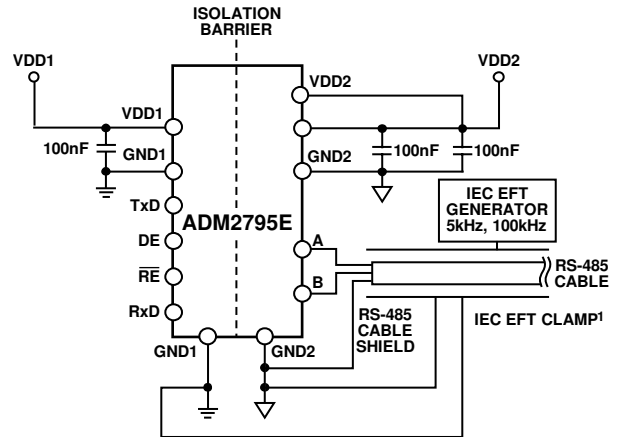 ISOLATION
BARRIER
VDD1
VDD2
VDD2
VDD1
100nF
GND1
GND2
100nF
100nF
TxD
ADM2795E
DE
RE
RxD
A
B
IEC EFT
GENERATOR
5kHz, 100kHz
RS-485
CABLE
RS-485
CABLE
SHIELD
IEC EFT CLAMP¹
GND1
GND2